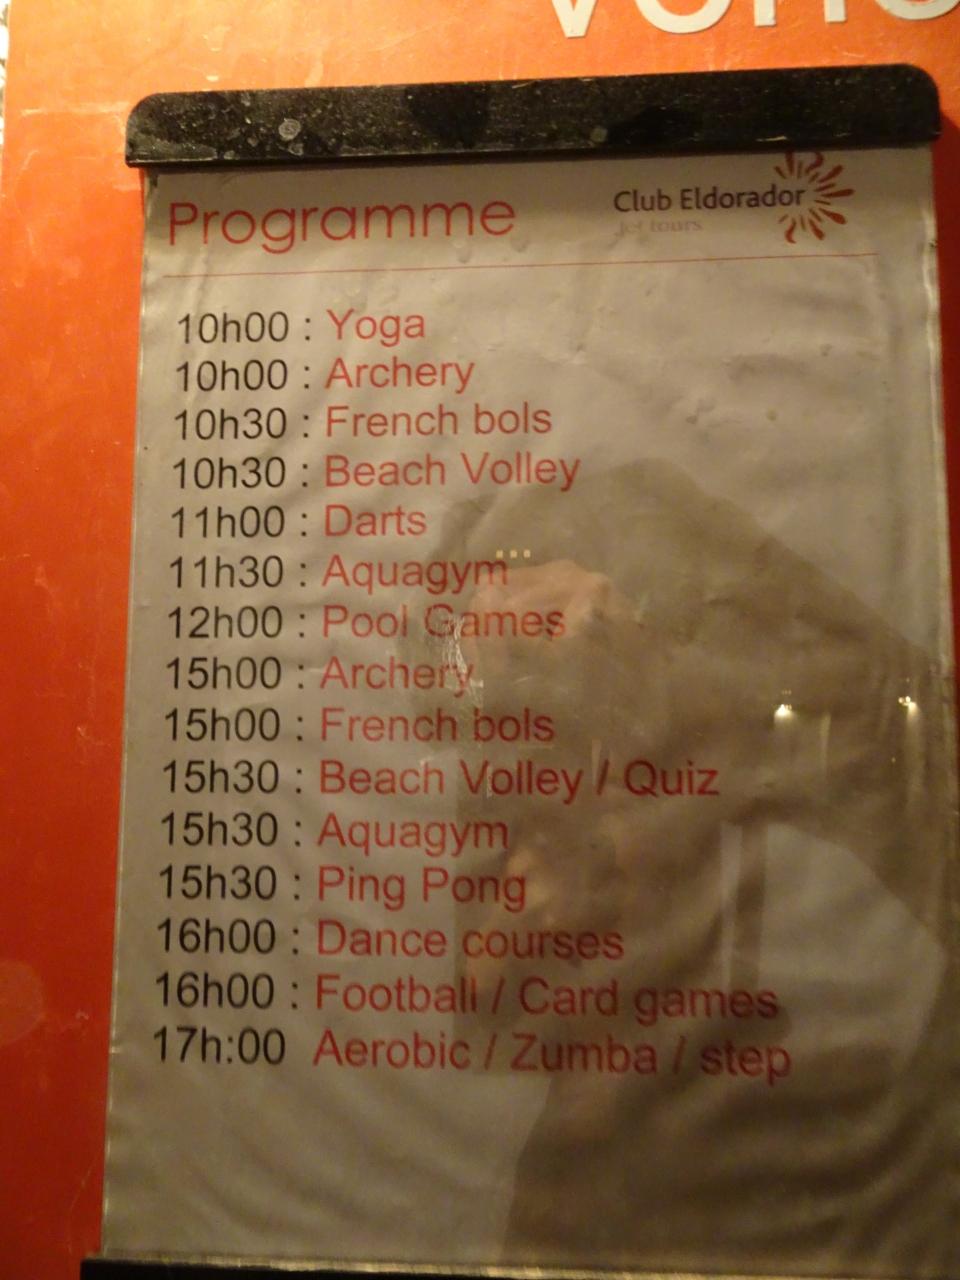 Programme
Club Eldorador
jet tours
10h00 : Yoga
10h00 : Archery
10h30 : French bols
10h30 : Beach Volley
11h00 : Darts
11h30 : Aquagym
12h00 : Pool Games
15h00 : Archery
15h00 : French bols
15h30 : Beach Volley / Quiz
15h30 : Aquagym
15h30 : Ping Pong
16h00 : Dance courses
16h00 : Football / Card games
17h:00 Aerobic / Zumba / step